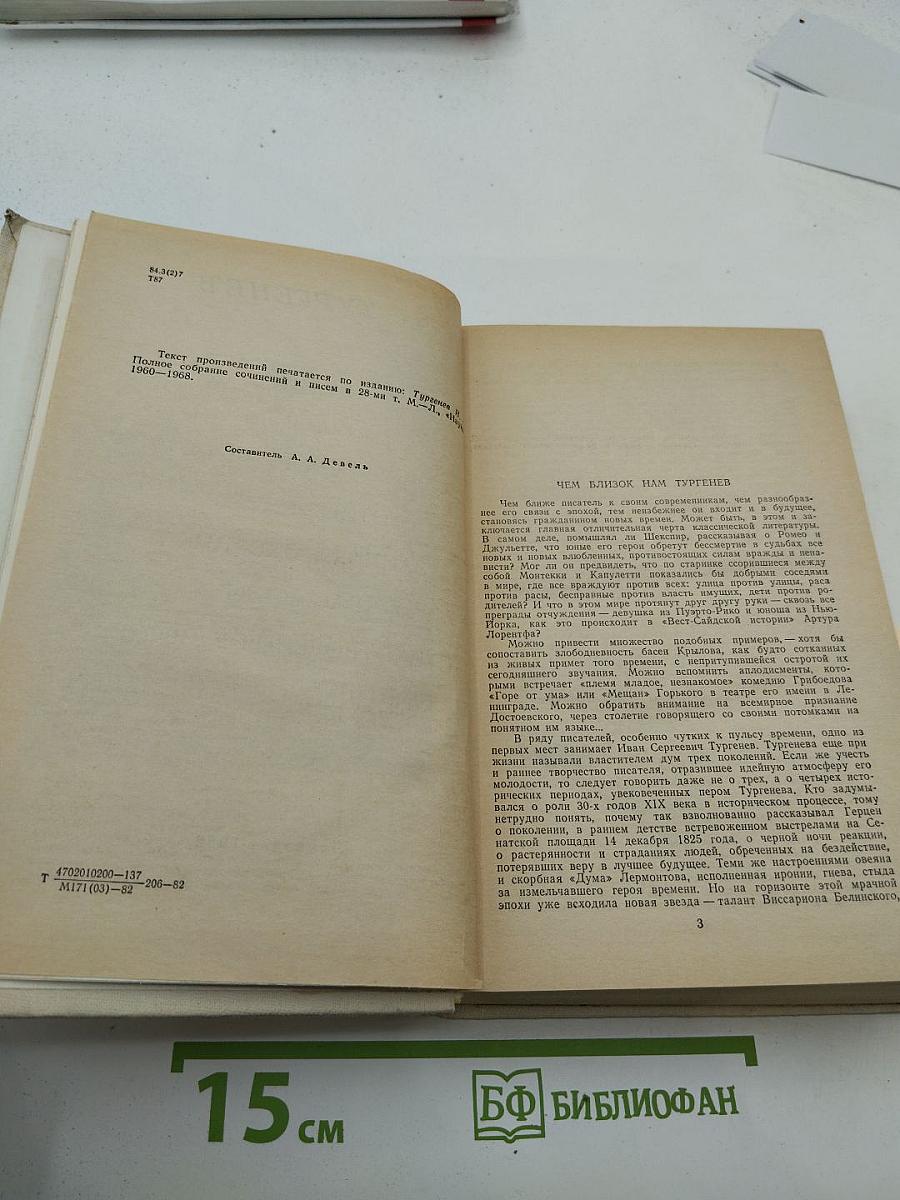 84.3(2)7
Т87
Текст произведений печатается по изданию: Тургенев И.
Полное собрание сочинений и писем в 28-ми т. М.—Л., «Наука
1960—1968.
Составитель А. А. Девель
Т 4702010200—137
М171(03)—82 —206—82
ЧЕМ БЛИЗОК НАМ ТУРГЕНЕВ
Чем ближе писатель к своим современникам, чем разнообраз-
нее его связи с эпохой, тем неизбежнее он входит и в будущее,
становясь гражданином новых времен. Может быть, в этом и за-
ключается главная отличительная черта классической литературы.
В самом деле, помышлял ли Шекспир, рассказывая о Ромео и
Джульетте, что юные его герои обретут бессмертие в судьбах все
новых и новых влюбленных, противостоящих силам вражды и нена-
висти? Мог ли он предвидеть, что по старинке ссорившиеся между
собой Монтекки и Капулетти показались бы добрыми соседями
в мире, где все враждуют против всех: улица против улицы, раса
против расы, бесправные против власть имущих, дети против ро-
дителей? И что в этом мире протянут друг другу руки — сквозь все
преграды отчуждения — девушка из Пуэрто-Рико и юноша из Нью-
Йорка, как это происходит в «Вест-Сайдской истории» Артура
Лорентфа?
Можно привести множество подобных примеров, — хотя бы
сопоставить злободневность басен Крылова, как будто сотканных
из живых примет того времени, с непритупившейся остротой их
сегодняшнего звучания. Можно вспомнить аплодисменты, кото-
рыми встречает «племя младое, незнакомое» комедию Грибоедова
«Горе от ума» или «Мещан» Горького в театре его имени в Ле-
нинграде. Можно обратить внимание на всемирное признание
Достоевского, через столетие говорящего со своими потомками на
понятном им языке...
В ряду писателей, особенно чутких к пульсу времени, одно из
первых мест занимает Иван Сергеевич Тургенев. Тургенева еще при
жизни называли властителем дум трех поколений. Если же учесть
и раннее творчество писателя, отразившее идейную атмосферу его
молодости, то следует говорить даже не о трех, а о четырех исто-
рических периодах, увековеченных пером Тургенева. Кто задумы-
вался о роли 30-х годов XIX века в историческом процессе, тому
нетрудно понять, почему так взволнованно рассказывал Герцен
о поколении, в раннем детстве встревоженном выстрелами на Се-
натской площади 14 декабря 1825 года, о черной ночи реакции,
о растерянности и страданиях людей, обреченных на бездействие,
потерявших веру в лучшее будущее. Теми же настроениями овеяна
и скорбная «Дума» Лермонтова, исполненная иронии, гнева, стыда
за измельчавшего героя времени. Но на горизонте этой мрачной
эпохи уже всходила новая звезда — талант Виссариона Белинского,
3
15 см
БФ БИБЛИОФАН